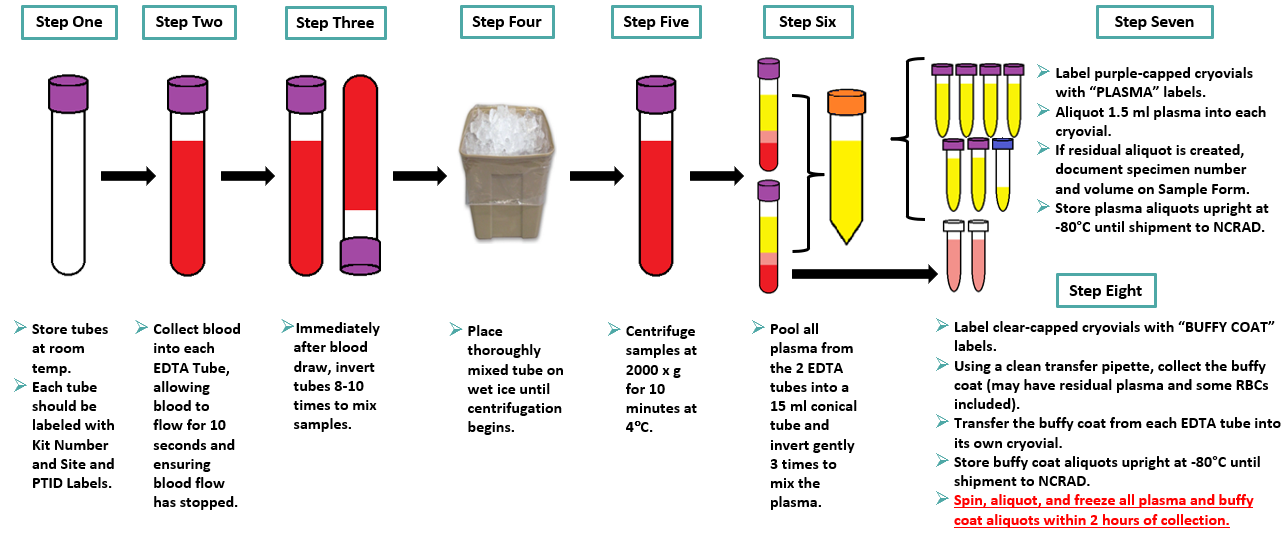 Step One
Step Two
Step Three
Step Four
Step Five
Step Six
Step Seven
Store tubes
at room
temp.
Each tube
should be
labeled with
Kit Number
and Site and
PTID Labels.
Collect blood
into each
EDTA Tube,
allowing
blood to
flow for 10
seconds and
ensuring
blood flow
has stopped.
Immediately
after blood
draw, invert
tubes 8-10
times to mix
samples.
Place
thoroughly
mixed tube on
wet ice until
centrifugation
begins.
Centrifuge
samples at
2000 x g
for 10
minutes at
4°C.
Pool all
plasma from
the 2 EDTA
tubes into a
15 ml conical
tube and
invert gently
3 times to
mix the
plasma.
Label purple-capped cryovials
with “PLASMA” labels.
Aliquot 1.5 ml plasma into each
cryovial.
If residual aliquot is created,
document specimen number
and volume on Sample Form.
Store plasma aliquots upright at
-80°C until shipment to NCRAD.
Step Eight
Label clear-capped cryovials with “BUFFY COAT”
labels.
Using a clean transfer pipette, collect the buffy
coat (may have residual plasma and some RBCs
included).
Transfer the buffy coat from each EDTA tube into
its own cryovial.
Store buffy coat aliquots upright at -80°C until
shipment to NCRAD.
Spin, aliquot, and freeze all plasma and buffy
coat aliquots within 2 hours of collection.